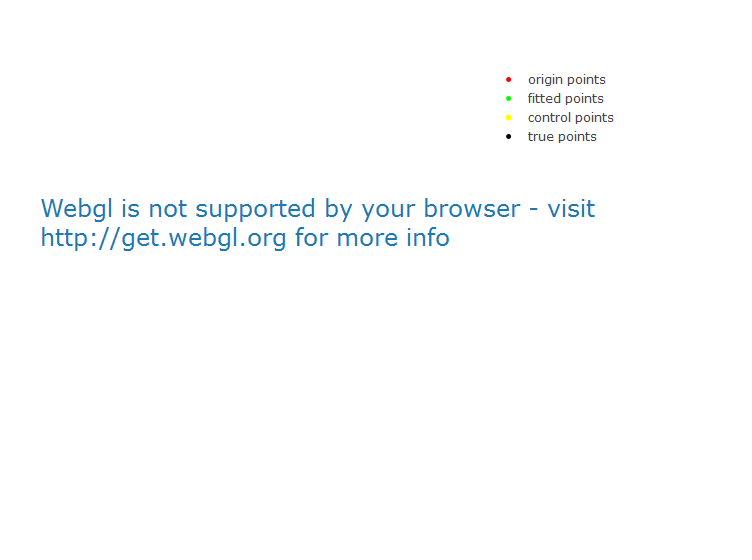 origin points
fitted points
control points
true points
Webgl is not supported by your browser - visit
http://get.webgl.org for more info